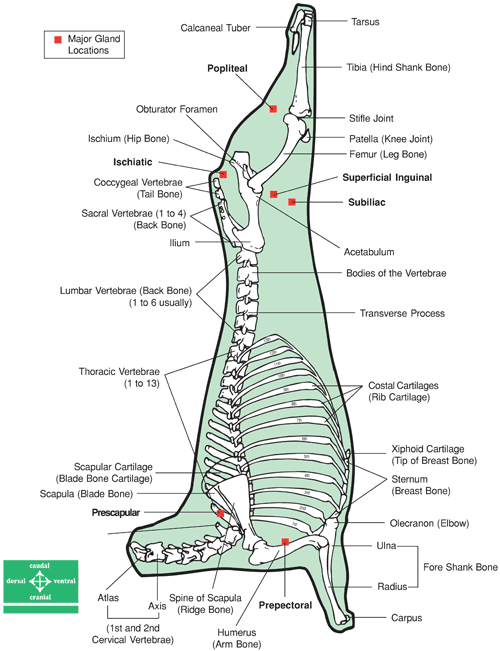 Calcaneal Tuber
Tarsus
Major Gland
Locations
Popliteal
Tibia (Hind Shank Bone)
Obturator Foramen
Stifle Joint
Ischium (Hip Bone)
Patella (Knee Joint)
Femur (Leg Bone)
Ischiatic
Superficial Inguinal
Coccygeal Vertebrae
(Tail Bone)
Subiliac
Sacral Vertebrae (1 to 4)
(Back Bone)
Ilium
Acetabulum
Bodies of the Vertebrae
Lumbar Vertebrae (Back Bone)
(1 to 6 usually)
Transverse Process
Thoracic Vertebrae
(1 to 13)
Costal Cartilages
(Rib Cartilage)
Xiphoid Cartilage
(Tip of Breast Bone)
Scapular Cartilage
(Blade Bone Cartilage)
Sternum
(Breast Bone)
Scapula (Blade Bone)
Prescapular
Olecranon (Elbow)
Ulna
Fore Shank Bone
Radius
caudal
dorsal
ventral
cranial
Atlas
Axis
(1st and 2nd
Cervical Vertebrae)
Spine of Scapula
(Ridge Bone)
Prepectoral
Carpus
Humerus
(Arm Bone)